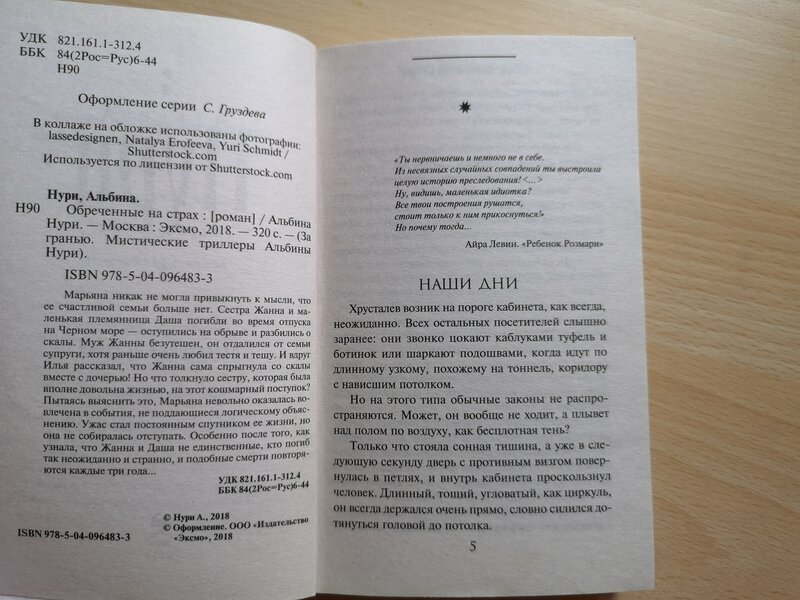 УДК 821.161.1-312.4
ББК 84(2Рос=Рус)6-44
Н90
Оформление серии С. Груздева
В коллаже на обложке использованы фотографии:
lassedesignen, Natalya Erofeeva, Yuri Schmidt /
Shutterstock.com
Используется по лицензии от Shutterstock.com
Нури, Альбина.
Н90 Обреченные на страх : [роман] / Альбина
Нури. — Москва : Эксмо, 2018. — 320 с. — (За
гранью. Мистические триллеры Альбины
Нури).
ISBN 978-5-04-096483-3
Марьяна никак не могла привыкнуть к мысли, что
ее счастливой семьи больше нет. Сестра Жанна и ма-
ленькая племянница Даша погибли во время отпуска
на Черном море — оступились на обрыве и разбились о
скалы. Муж Жанны безутешен, он отдалился от семьи
супруги, хотя раньше очень любил тестя и тещу. И вдруг
Илья рассказал, что Жанна сама спрыгнула со скалы
вместе с дочерью! Но что толкнуло сестру, которая была
вполне довольна жизнью, на этот кошмарный поступок?
Пытаясь выяснить это, Марьяна невольно оказалась во-
влечена в события, не поддающиеся логическому объяс-
нению. Ужас стал постоянным спутником ее жизни, но
она не собиралась отступать. Особенно после того, как
узнала, что Жанна и Даша не единственные, кто погиб
так неожиданно и странно, и подобные смерти повторя-
ются каждые три года...
УДК 821.161.1-312.4
ББК 84(2Рос=Рус)6-44
© Нури А., 2018
© Оформление. ООО «Издательство
ISBN 978-5-04-096483-3 «Эксмо», 2018
«Ты нервничаешь и немного не в себе.
Из несвязных случайных совпадений ты выстроила
целую историю преследования! <...>
Ну, видишь, маленькая идиотка?
Все твои построения рушатся,
стоит только к ним прикоснуться!»
Но почему тогда...
Айра Левин. «Ребенок Розмари»
НАШИ ДНИ
Хрусталев возник на пороге кабинета, как всегда,
неожиданно. Всех остальных посетителей слышно
заранее: они звонко цокают каблуками туфель и
ботинок или шаркают подошвами, когда идут по
длинному узкому, похожему на тоннель, коридору
с нависшим потолком.
Но на этого типа обычные законы не распро-
страняются. Может, он вообще не ходит, а плывет
над полом по воздуху, как бесплотная тень?
Только что стояла сонная тишина, а уже в сле-
дующую секунду дверь с противным визгом повер-
нулась в петлях, и внутрь кабинета проскользнул
человек. Длинный, тощий, угловатый, как циркуль,
он всегда держался очень прямо, словно силился до-
тянуться головой до потолка.
5